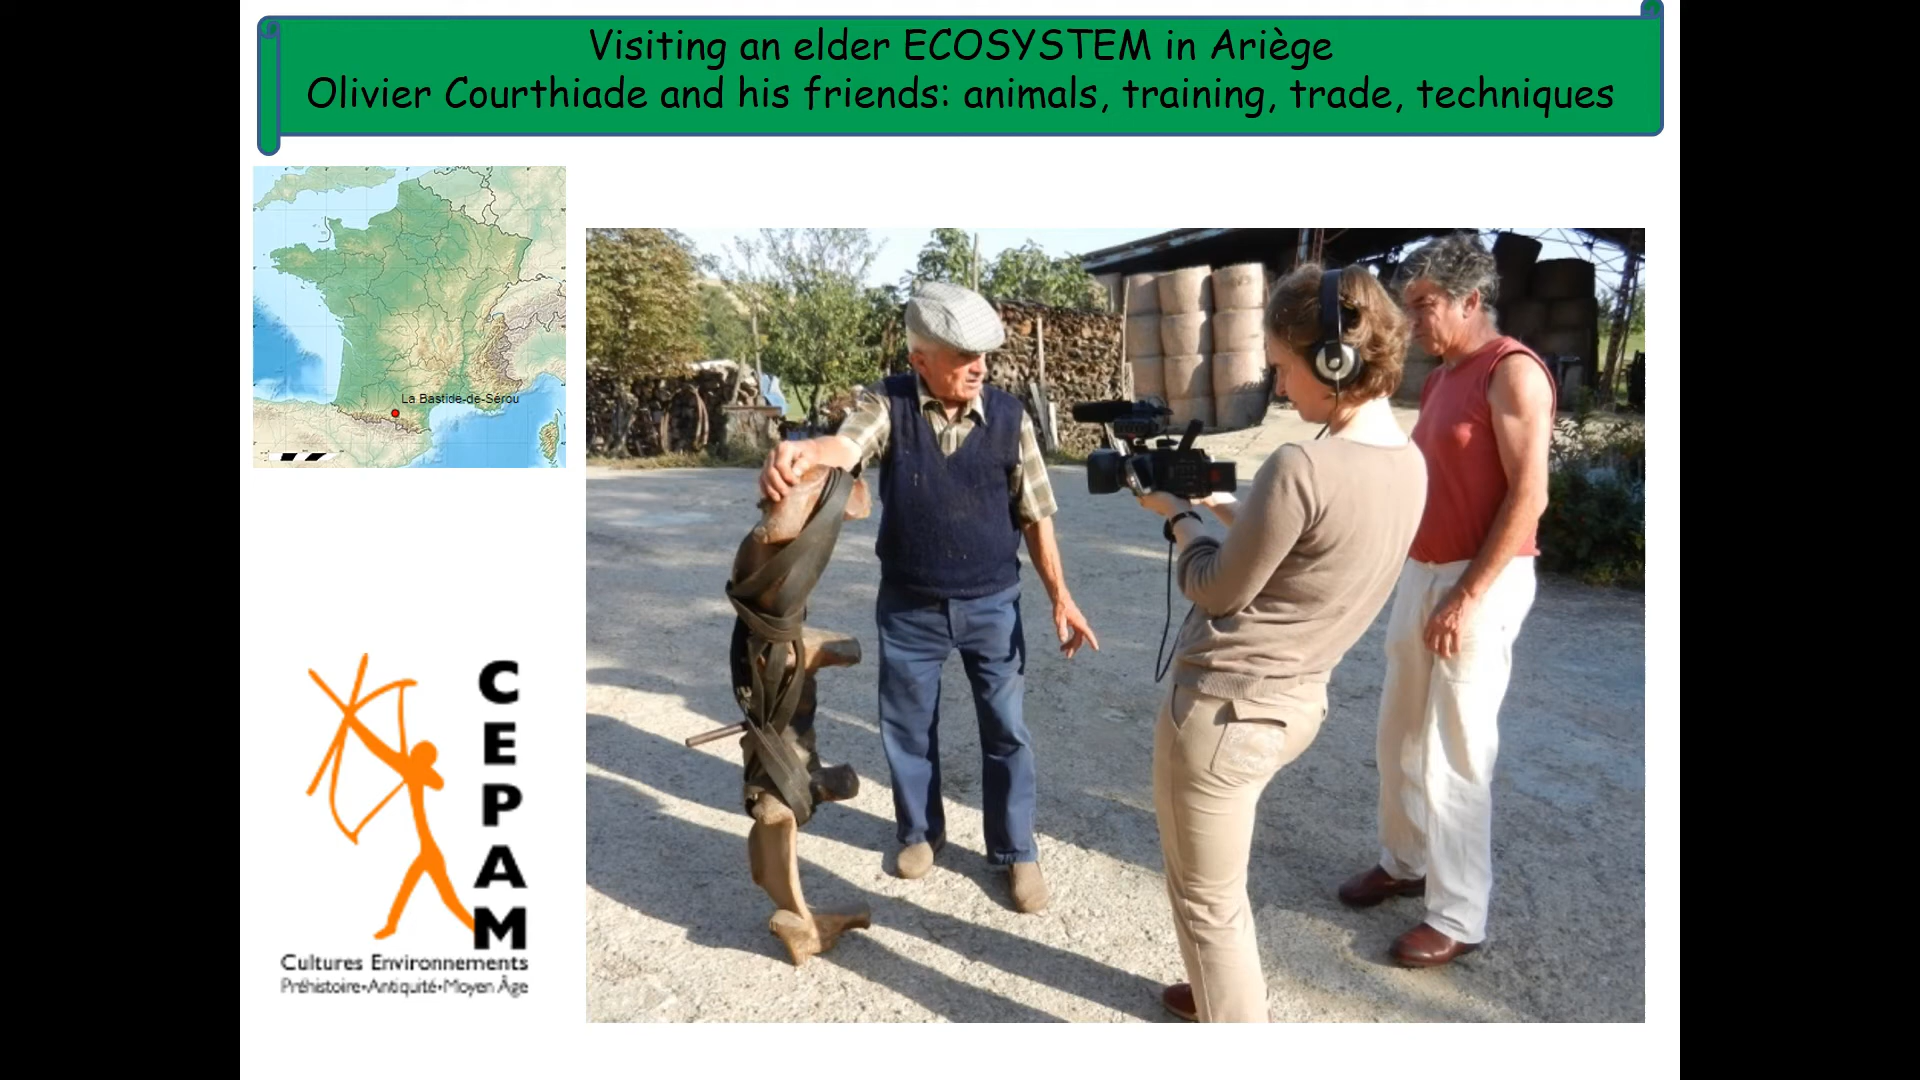 Visiting an elder ECOSYSTEM in Ariège
Olivier Courthiade and his friends: animals, training, trade, techniques
La Bastide-de-Sérou
CEPAM
Cultures Environnements
Préhistoire•Antiquité•Moyen Âge